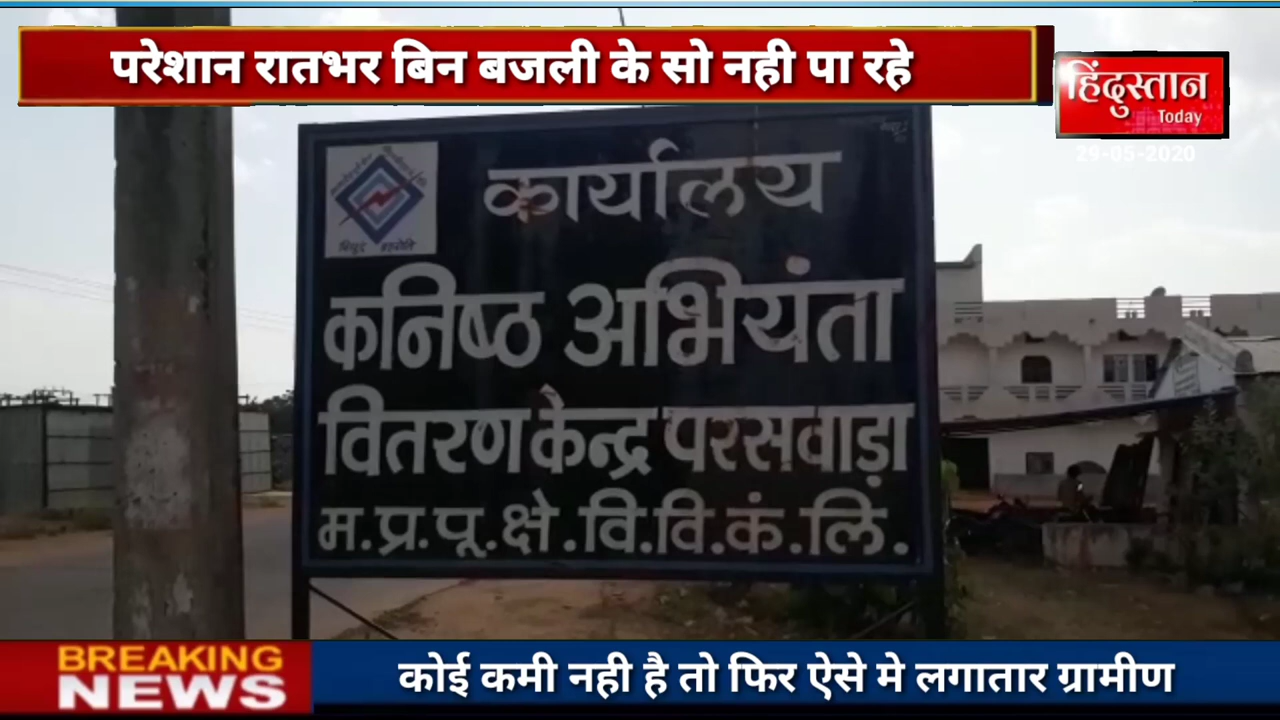 परेशान रातभर बिन बजली के सो नही पा रहे
हिंदुस्तान
Today
29-05-2020
कार्यालय
कनिष्ठ अभियंता
वितरण केन्द्र परसवाड़ा
म.प्र.पू.क्षे.वि.वि.कं.लि.
BREAKING
NEWS
कोई कमी नही है तो फिर ऐसे मे लगातार ग्रामीण